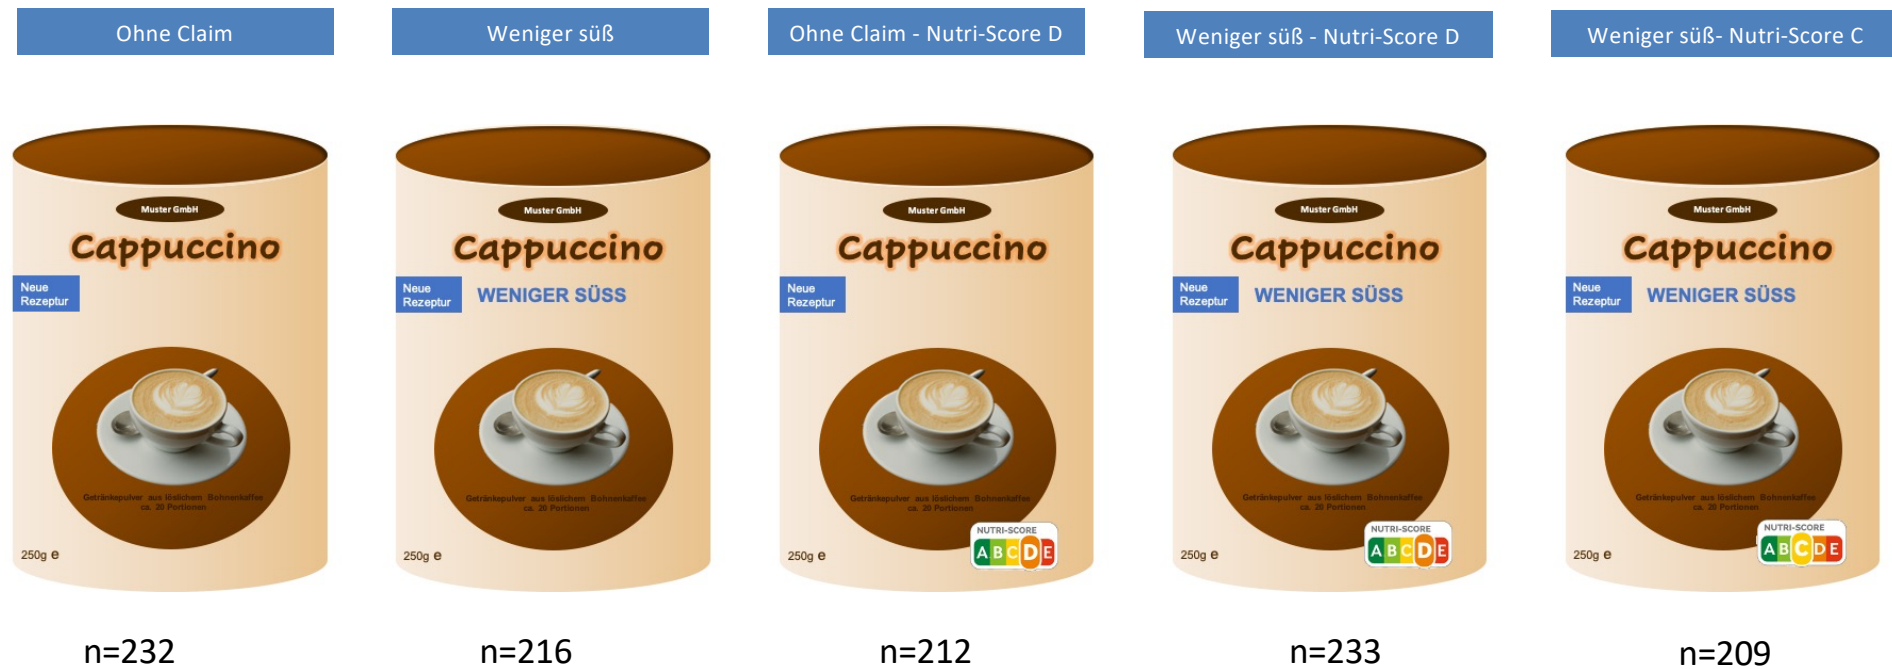 Ohne Claim
Weniger süß
Ohne Claim - Nutri-Score D
Weniger süß - Nutri-Score D
Weniger süß- Nutri-Score C
Muster GmbH
Cappuccino
Neue
Rezeptur
Getränkepulver aus löslichem Bohnenkaffee
ca. 20 Portionen
250g e
n=232
Muster GmbH
Cappuccino
Neue
Rezeptur
WENIGER SÜSS
Getränkepulver aus löslichem Bohnenkaffee
ca. 20 Portionen
250g e
n=216
Muster GmbH
Cappuccino
Neue
Rezeptur
Getränkepulver aus löslichem Bohnenkaffee
ca. 20 Portionen
NUTRI-SCORE
ABCDE
250g e
n=212
Muster GmbH
Cappuccino
Neue
Rezeptur
WENIGER SÜSS
Getränkepulver aus löslichem Bohnenkaffee
ca. 20 Portionen
NUTRI-SCORE
ABCDE
250g e
n=233
Muster GmbH
Cappuccino
Neue
Rezeptur
WENIGER SÜSS
Getränkepulver aus löslichem Bohnenkaffee
ca. 20 Portionen
NUTRI-SCORE
ABCDE
250g e
n=209